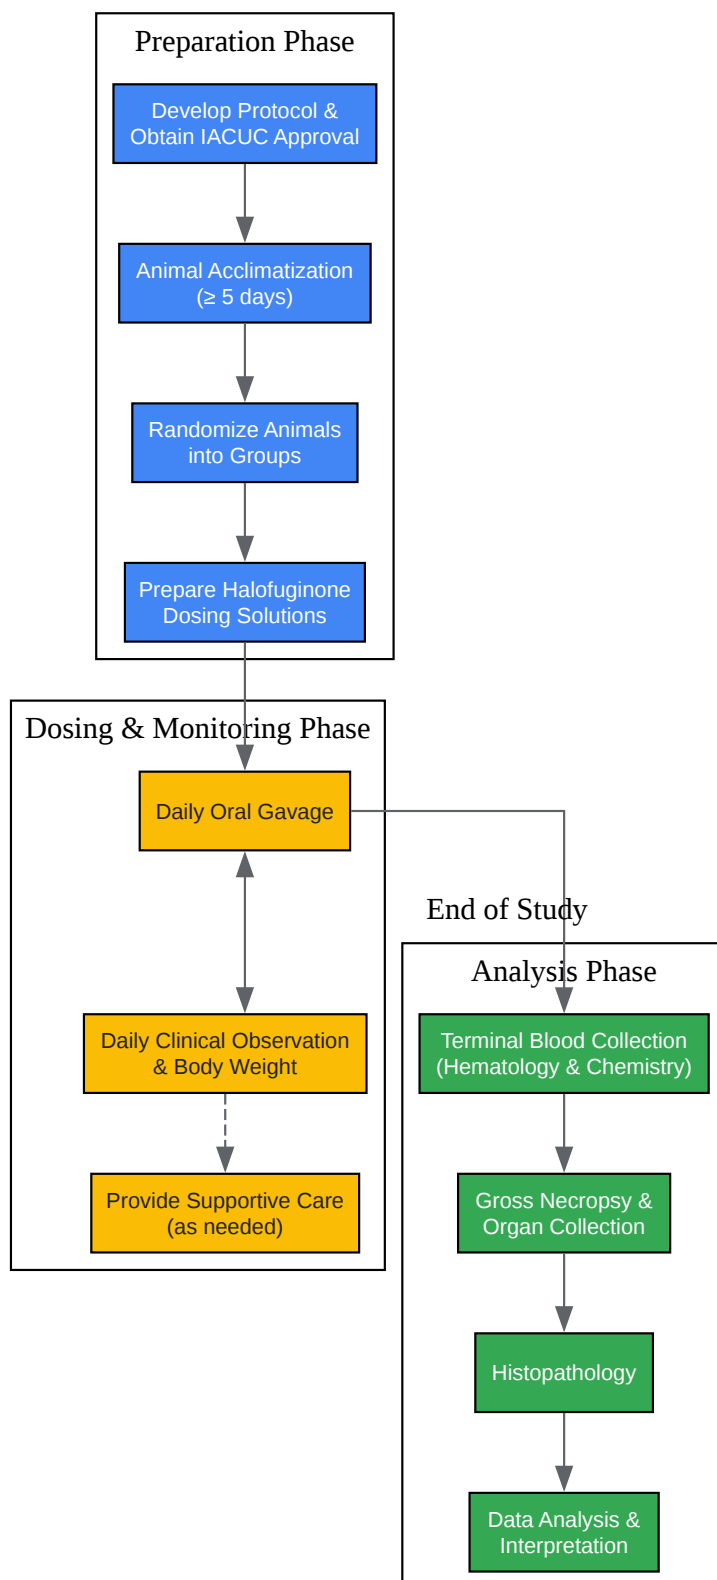 Preparation Phase
Develop Protocol &
Obtain IACUC Approval
Animal Acclimatization
(≥ 5 days)
Randomize Animals
into Groups
Prepare Halofuginone
Dosing Solutions
Dosing & Monitoring Phase
Daily Oral Gavage
Daily Clinical Observation
& Body Weight
Provide Supportive Care
(as needed)
End of Study
Analysis Phase
Terminal Blood Collection
(Hematology & Chemistry)
Gross Necropsy &
Organ Collection
Histopathology
Data Analysis &
Interpretation